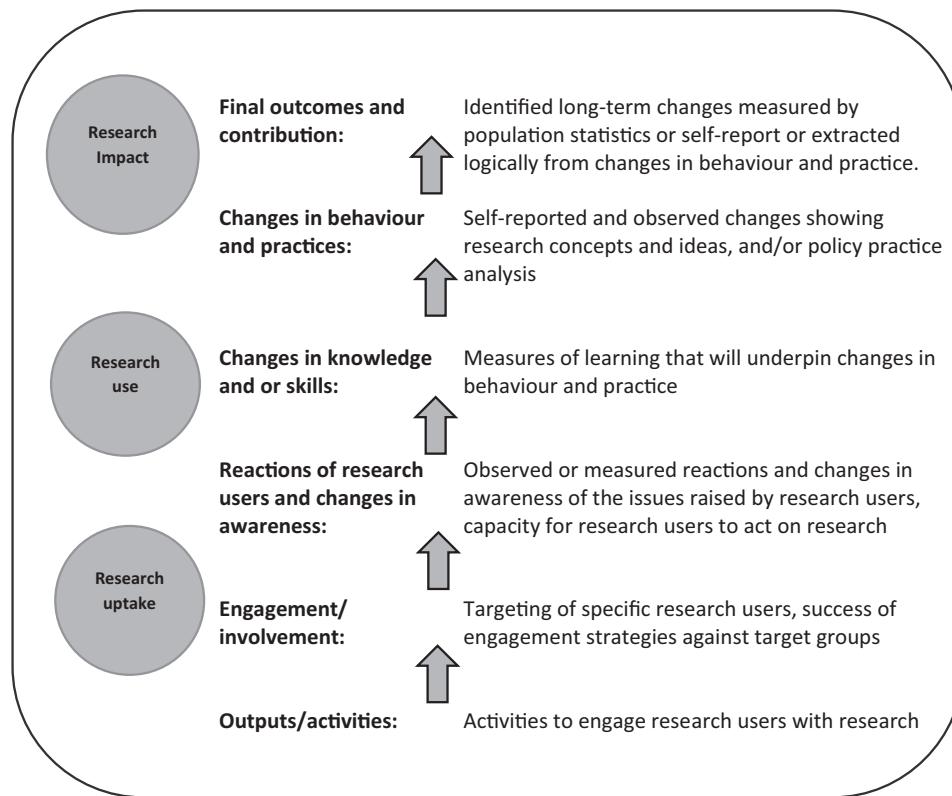 Research
Impact
Final outcomes and
contribution:
Identified long-term changes measured by
population statistics or self-report or extracted
logically from changes in behaviour and practice.
Changes in behaviour
and practices:
Self-reported and observed changes showing
research concepts and ideas, and/or policy practice
analysis
Research
use
Changes in knowledge
and or skills:
Measures of learning that will underpin changes in
behaviour and practice
Reactions of research
users and changes in
awareness:
Observed or measured reactions and changes in
awareness of the issues raised by research users,
capacity for research users to act on research
Research
uptake
Engagement/
involvement:
Targeting of specific research users, success of
engagement strategies against target groups
Outputs/activities:
Activities to engage research users with research